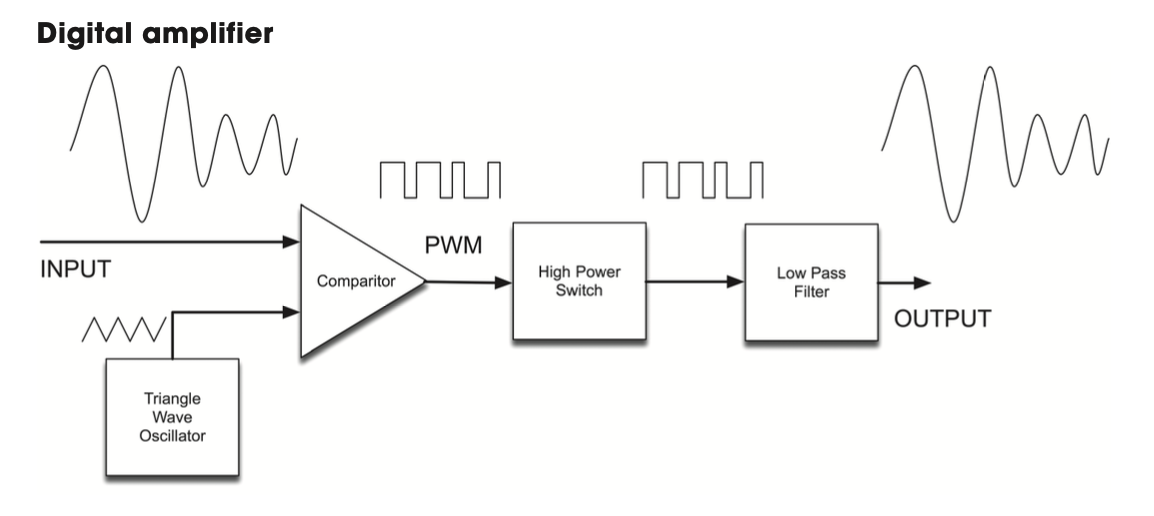 Digital amplifier
INPUT
Comparitor
PWM
High Power
Switch
Low Pass
Filter
OUTPUT
Triangle
Wave
Oscillator